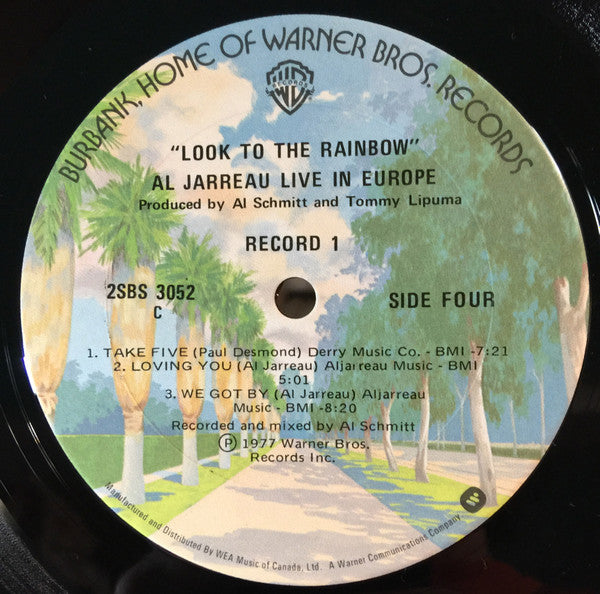 BURBANK, HOME OF WARNER BROS. RECORDS
RECORDS
"LOOK TO THE RAINBOW"
AL JARREAU LIVE IN EUROPE
Produced by Al Schmitt and Tommy Lipuma
RECORD 1
2SBS 3052
C
SIDE FOUR
1. TAKE FIVE (Paul Desmond) Derry Music Co. - BMI -7:21
2. LOVING YOU (Al Jarreau) Aljarreau Music - BMI
5:01
3. WE GOT BY (Al Jarreau) Aljarreau
Music - BMI -8:20
Recorded and mixed by Al Schmitt
Ⓟ 1977 Warner Bros.
Records Inc.
Manufactured and Distributed By WEA Music of Canada, Ltd. A Warner Communications Company